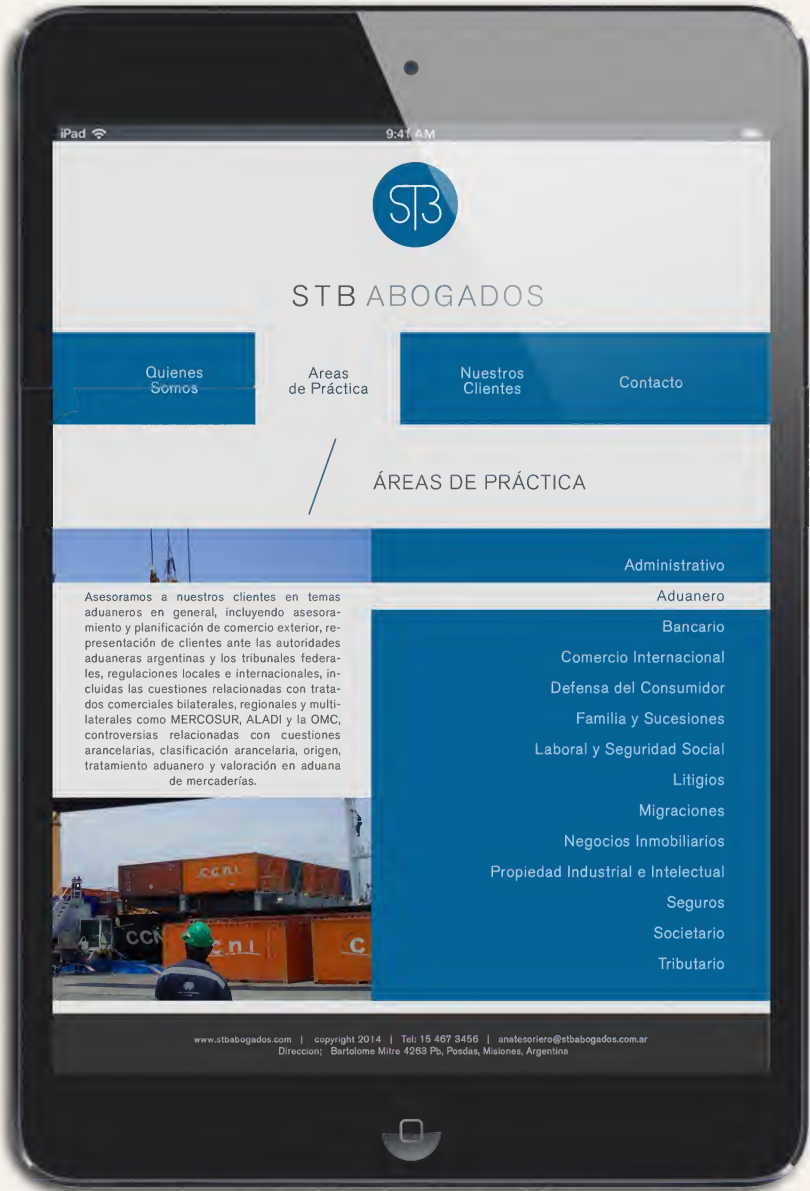 iPad
9:41 AM
STB
STB ABOGADOS
Quienes
Somos
Areas
de Práctica
Nuestros
Clientes
Contacto
ÁREAS DE PRÁCTICA
Asesoramos a nuestros clientes en temas
aduaneros en general, incluyendo asesora-
miento y planificación de comercio exterior, re-
presentación de clientes ante las autoridades
aduaneras argentinas y los tribunales federa-
les, regulaciones locales e internacionales, in-
cluidas las cuestiones relacionadas con trata-
dos comerciales bilaterales, regionales y multi-
laterales como MERCOSUR, ALADI y la OMC,
controversias relacionadas con cuestiones
arancelarias, clasificación arancelaria, origen,
tratamiento aduanero y valoración en aduana
de mercaderías.
Administrativo
Aduanero
Bancario
Comercio Internacional
Defensa del Consumidor
Familia y Sucesiones
Laboral y Seguridad Social
Litigios
Migraciones
Negocios Inmobiliarios
Propiedad Industrial e Intelectual
Seguros
Societario
Tributario
ccni
CCN
cni
C
www.stbabogados.com | copyright 2014 | Tel: 15 467 3456 | anatesoriero@stbabogados.com.ar
Direccion; Bartolome Mitre 4263 Pb, Posdas, Misiones, Argentina